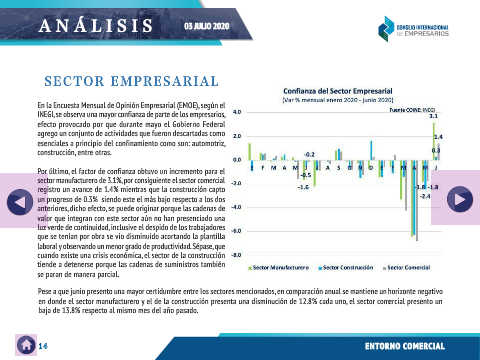 ANÁLISIS
03 JULIO 2020
CONSEJO INTERNACIONAL
DE EMPRESARIOS
SECTOR EMPRESARIAL
En la Encuesta Mensual de Opinión Empresarial (EMOE), según el
INEGI, se observa una mayor confianza de parte de los empresarios,
efecto provocado por que durante mayo el Gobierno Federal
agrego un conjunto de actividades que fueron descartadas como
esenciales a principio del confinamiento como son: automotriz,
construcción, entre otras.
Por último, el factor de confianza obtuvo un incremento para el
sector manufacturero de 3.1%, por consiguiente el sector comercial
registro un avance de 1.4% mientras que la construcción capto
un progreso de 0.3% siendo este el más bajo respecto a los dos
anteriores, dicho efecto, se puede originar porque las cadenas de
valor que integran con este sector aún no han presenciado una
luz verde de continuidad, inclusive el despido de los trabajadores
que se tenían por obra se vio disminuido acortando la plantilla
laboral y observando un menor grado de productividad. Sépase, que
cuando existe una crisis económica, el sector de la construcción
tiende a detenerse porque las cadenas de suministros también
se paran de manera parcial.
Confianza del Sector Empresarial
(Var % mensual enero 2020 - junio 2020)
Fuente COINE: INEGI
4.0
2.0
0.0
-2.0
-4.0
-6.0
-8.0
3.1
1.4
0.3
-0.2
-0.5
-1.6
-1.8
-1.8
-2.4
E F M A M J J A S O N D E F M A M J
Sector Manufacturero Sector Construcción Sector Comercial
Pese a que junio presento una mayor certidumbre entre los sectores mencionados, en comparación anual se mantiene un horizonte negativo
en donde el sector manufacturero y el de la construcción presenta una disminución de 12.8% cada uno, el sector comercial presento un
baja de 13.8% respecto al mismo mes del año pasado.
14
ENTORNO COMERCIAL